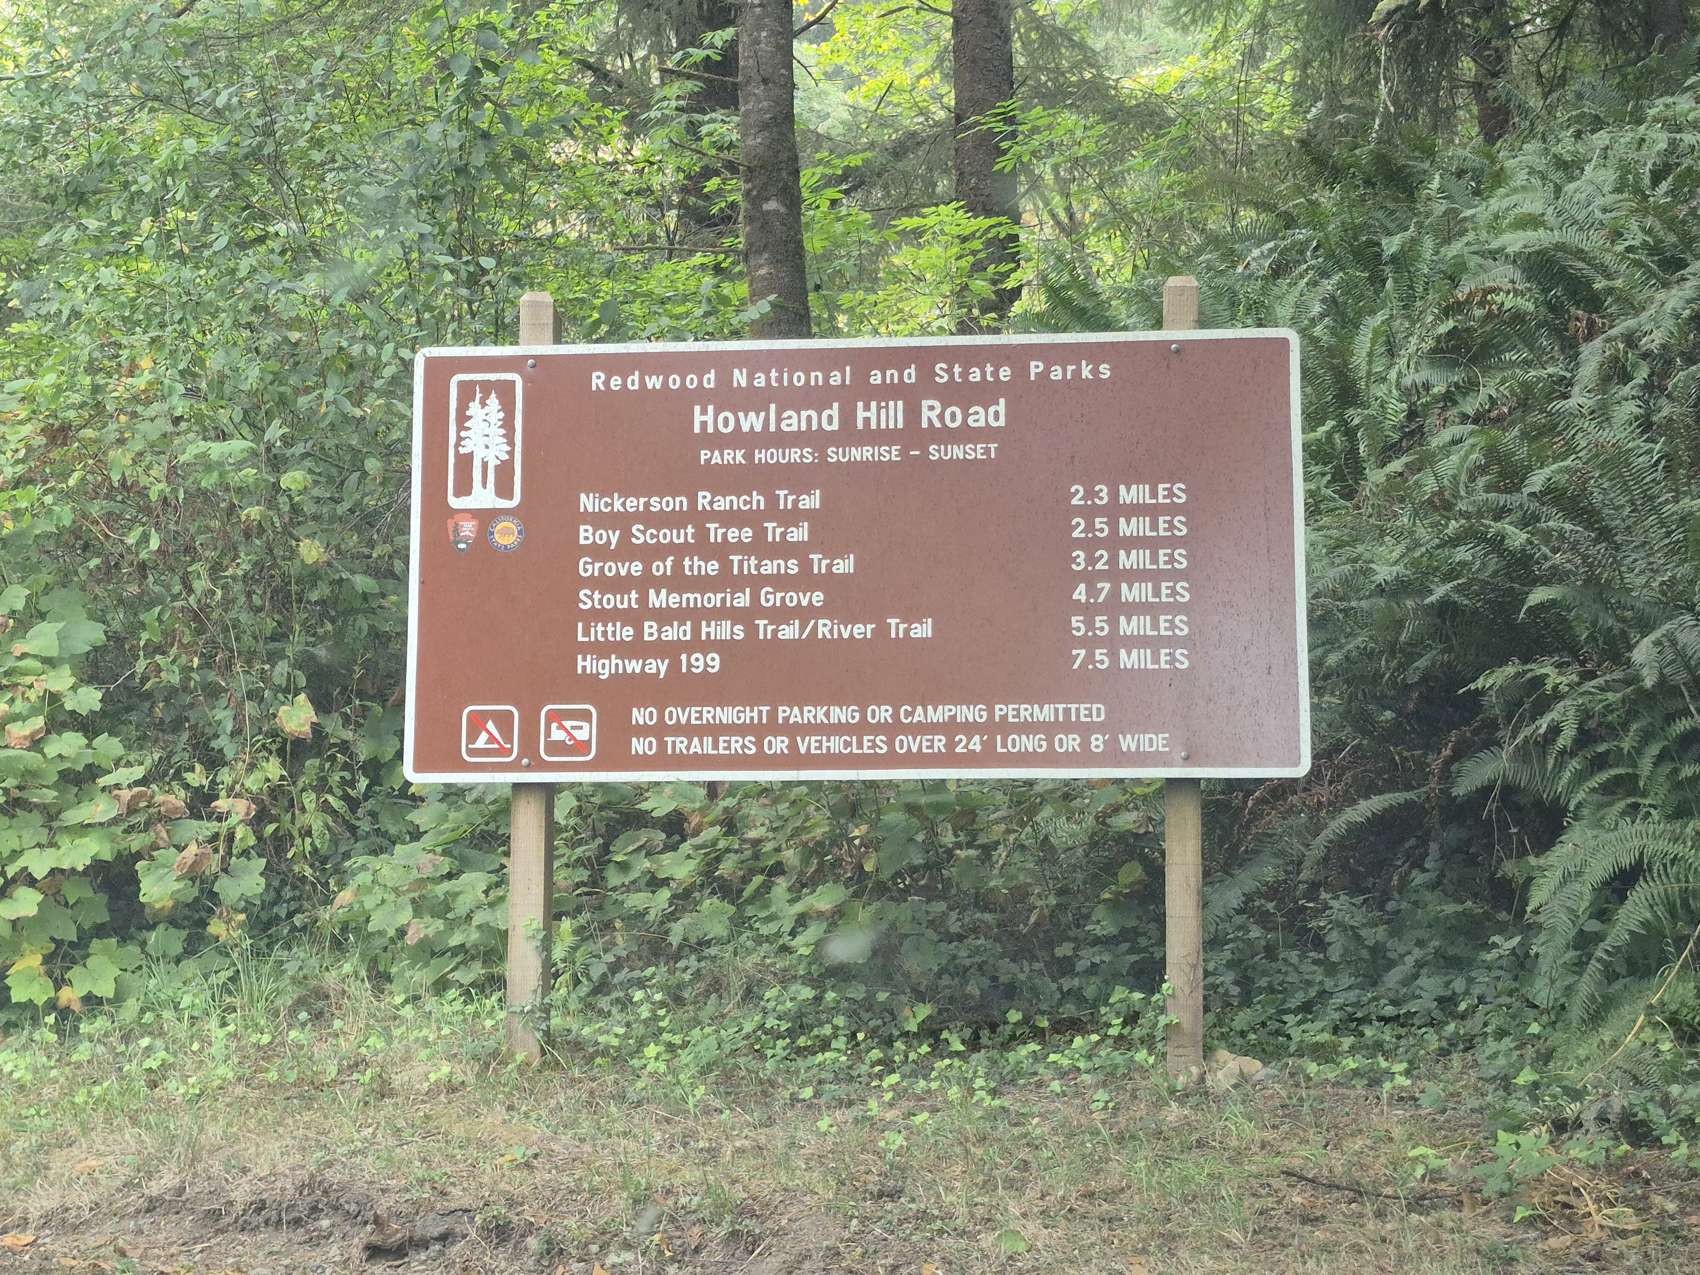 Redwood National and State Parks
Howland Hill Road
PARK HOURS: SUNRISE – SUNSET
Nickerson Ranch Trail 2.3 MILES
Boy Scout Tree Trail 2.5 MILES
Grove of the Titans Trail 3.2 MILES
Stout Memorial Grove 4.7 MILES
Little Bald Hills Trail/River Trail 5.5 MILES
Highway 199 7.5 MILES
CALIFORNIA STATE PARKS
NO OVERNIGHT PARKING OR CAMPING PERMITTED
NO TRAILERS OR VEHICLES OVER 24' LONG OR 8' WIDE